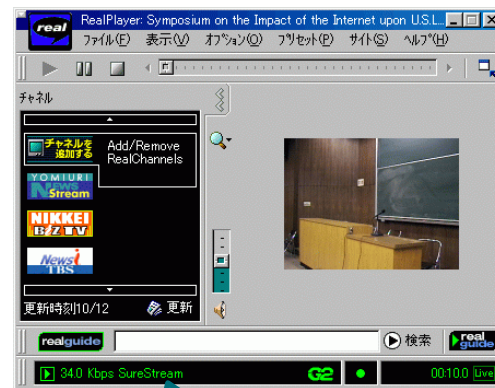 real
RealPlayer: Symposium on the Impact of the Internet upon U.S.L...
ファイル(F) 表示(V) オプション(O) プリセット(P) サイト(S) ヘルプ(H)
チャネル
チャネルを追加する
Add/Remove
RealChannels
YOMIURI
News
Stream
NIKKEI
BIZ TV
News i
TBS
更新時刻10/12 更新
realguide
検索
real guide
34.0 Kbps SureStream
G2
00:10.0 Live